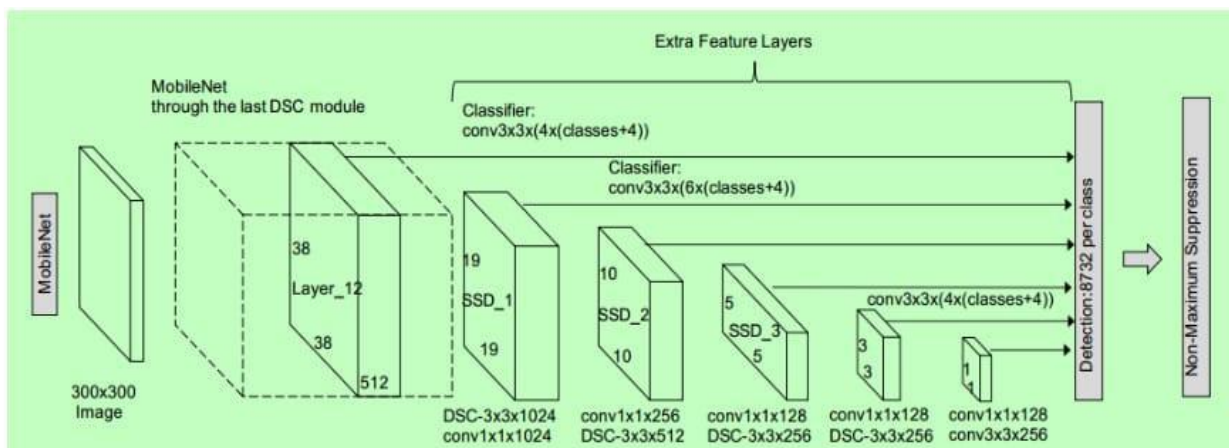 Extra Feature Layers
MobileNet
through the last DSC module
Classifier:
conv3x3x(4x(classes+4))
Classifier:
conv3x3x(6x(classes+4))
MobileNet
38
Layer_12
38
512
19
SSD_1
19
10
SSD_2
10
5
SSD_3
5
conv3x3x(4x(classes+4))
3
3
1
1
Detection:8732 per class
Non-Maximum Suppression
300x300
Image
DSC-3x3x1024
conv1x1x1024
conv1x1x256
DSC-3x3x512
conv1x1x128
DSC-3x3x256
conv1x1x128
DSC-3x3x256
conv1x1x128
conv3x3x256